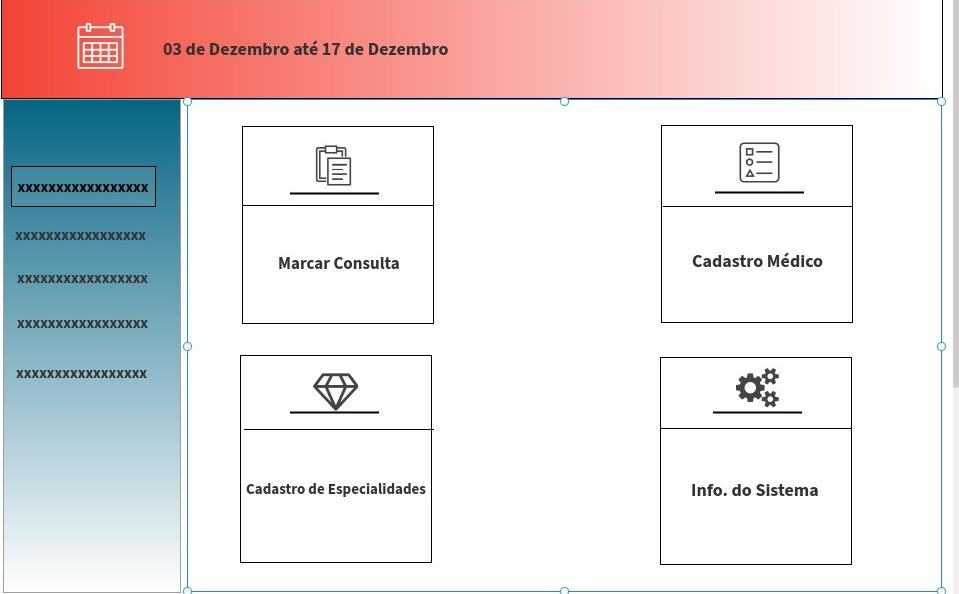 03 de Dezembro até 17 de Dezembro
xxxxxxxxxxxxxxxxx
xxxxxxxxxxxxxxxxx
xxxxxxxxxxxxxxxxx
xxxxxxxxxxxxxxxxx
xxxxxxxxxxxxxxxxx
Marcar Consulta
Cadastro Médico
Cadastro de Especialidades
Info. do Sistema